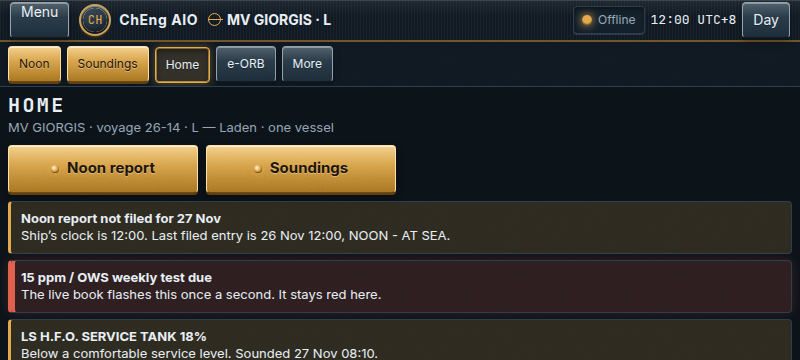 Menu
CH
ChEng AIO
MV GIORGIS · L
Offline
12:00 UTC+8
Day
Noon
Soundings
Home
e-ORB
More
HOME
MV GIORGIS · voyage 26-14 · L — Laden · one vessel
Noon report
Soundings
Noon report not filed for 27 Nov
Ship's clock is 12:00. Last filed entry is 26 Nov 12:00, NOON - AT SEA.
15 ppm / OWS weekly test due
The live book flashes this once a second. It stays red here.
LS H.F.O. SERVICE TANK 18%
Below a comfortable service level. Sounded 27 Nov 08:10.